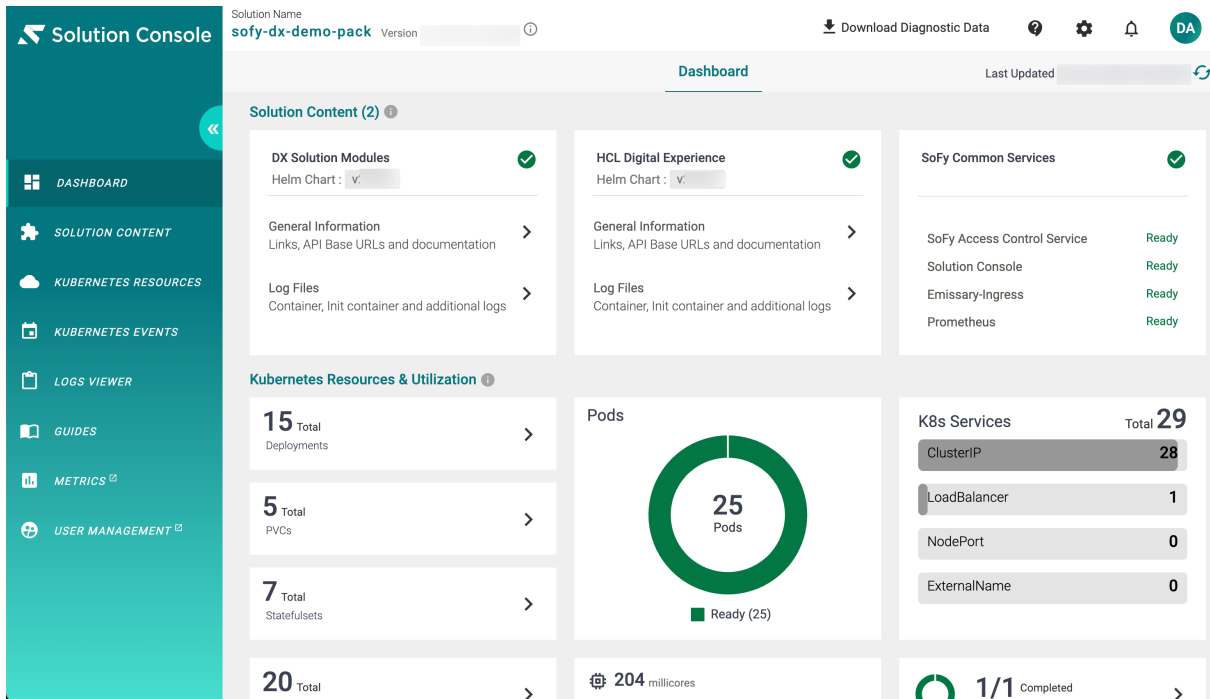 Solution Console
DASHBOARD
SOLUTION CONTENT
KUBERNETES RESOURCES
KUBERNETES EVENTS
LOGS VIEWER
GUIDES
METRICS
USER MANAGEMENT
Solution Name
sofy-dx-demo-pack Version
Download Diagnostic Data
DA
Dashboard
Last Updated
Solution Content (2)
DX Solution Modules
Helm Chart :
General Information
Links, API Base URLs and documentation
Log Files
Container, Init container and additional logs
HCL Digital Experience
Helm Chart :
General Information
Links, API Base URLs and documentation
Log Files
Container, Init container and additional logs
SoFy Common Services
SoFy Access Control Service Ready
Solution Console Ready
Emissary-Ingress Ready
Prometheus Ready
Kubernetes Resources & Utilization
15 Total
Deployments
5 Total
PVCs
7 Total
Statefulsets
20 Total
Pods
25
Pods
Ready (25)
204 millicores
K8s Services Total 29
ClusterIP 28
LoadBalancer 1
NodePort 0
ExternalName 0
1/1 Completed